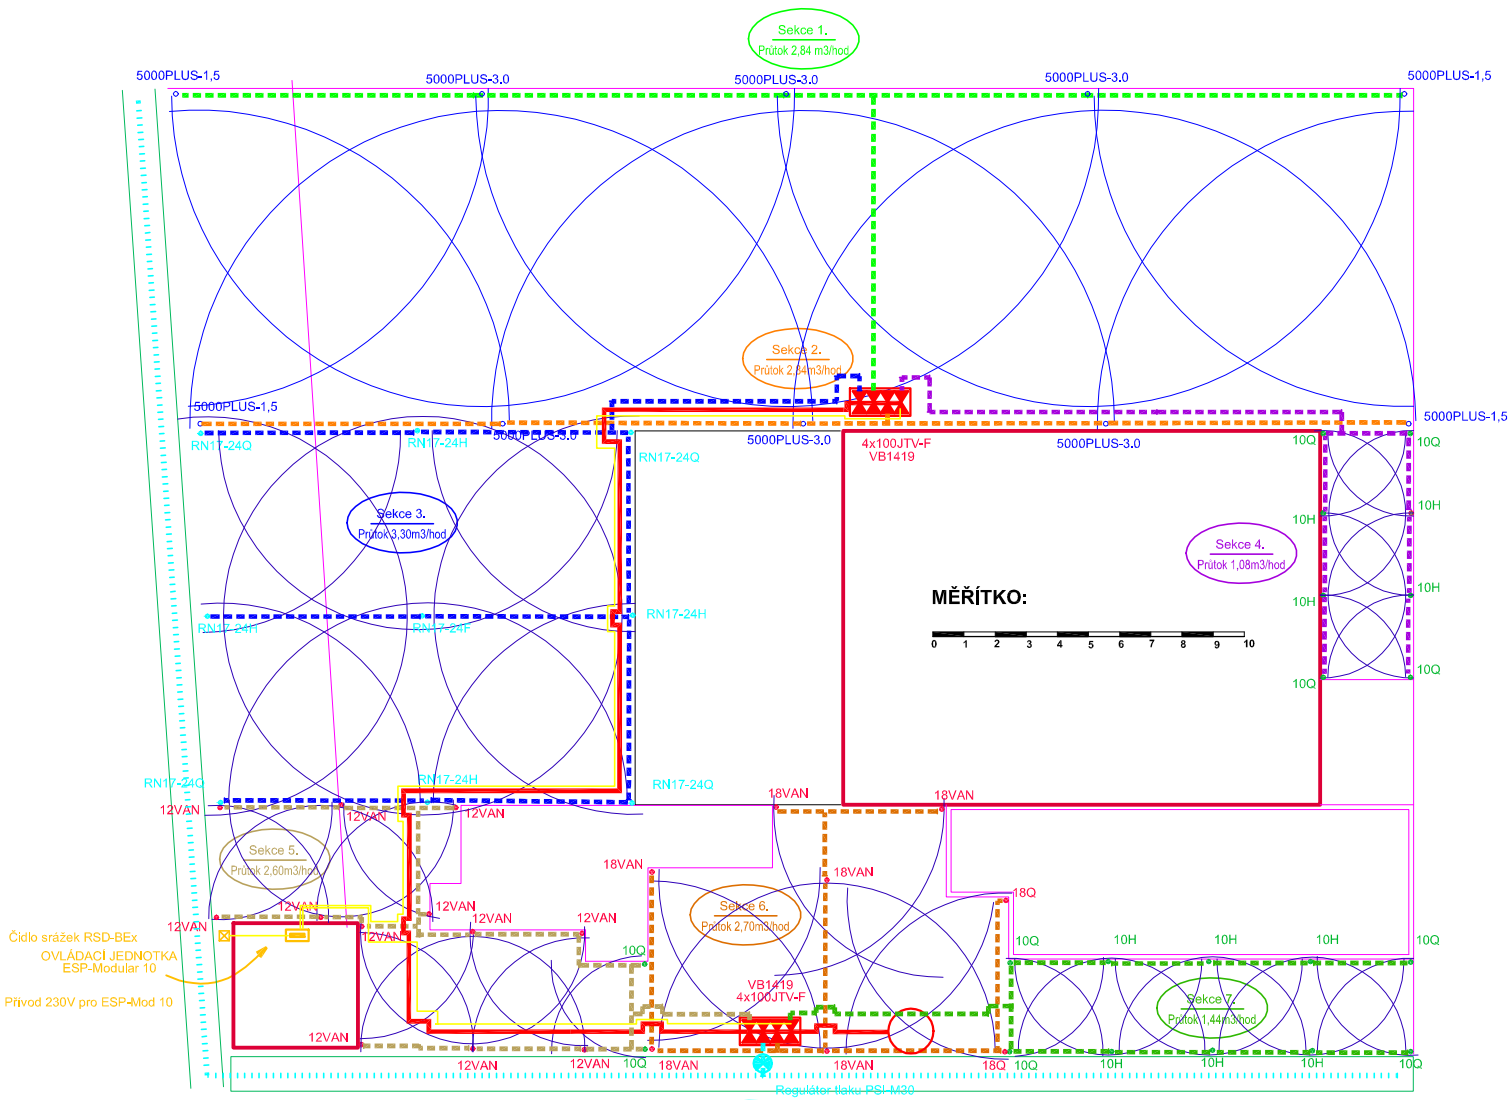 Sekce 1.
Průtok 2,84 m3/hod
5000PLUS-1,5
5000PLUS-3.0
5000PLUS-3.0
5000PLUS-3.0
5000PLUS-1,5
Sekce 2.
Průtok 2.84m3/hod
5000PLUS-1,5
5000PLUS-3.0
5000PLUS-3.0
5000PLUS-3.0
5000PLUS-1,5
4x100JTV-F
VB1419
RN17-24Q
RN17-24H
RN17-24Q
Sekce 3.
Průtok 3,30m3/hod
RN17-24H
RN17-24F
RN17-24H
RN17-24Q
RN17-24H
RN17-24Q
10Q
10Q
10H
10H
Sekce 4.
Průtok 1,08m3/hod
10H
10H
10Q
10Q
MĚŘÍTKO:
0 1 2 3 4 5 6 7 8 9 10
12VAN
12VAN
12VAN
18VAN
18VAN
Sekce 5.
Průtok 2,60m3/hod
18VAN
18VAN
18Q
12VAN
12VAN
12VAN
12VAN
12VAN
12VAN
Sekce 6.
Průtok 2,70m3/hod
10Q
10Q
10H
10H
10H
10Q
Čidlo srážek RSD-BEx
OVLÁDACÍ JEDNOTKA
ESP-Modular 10
Přívod 230V pro ESP-Mod 10
VB1419
4x100JTV-F
Sekce 7.
Průtok 1,44m3/hod
12VAN
12VAN
12VAN
10Q
18VAN
18VAN
18Q
10Q
10H
10H
10H
10Q
Regulátor tlaku PSI-M30